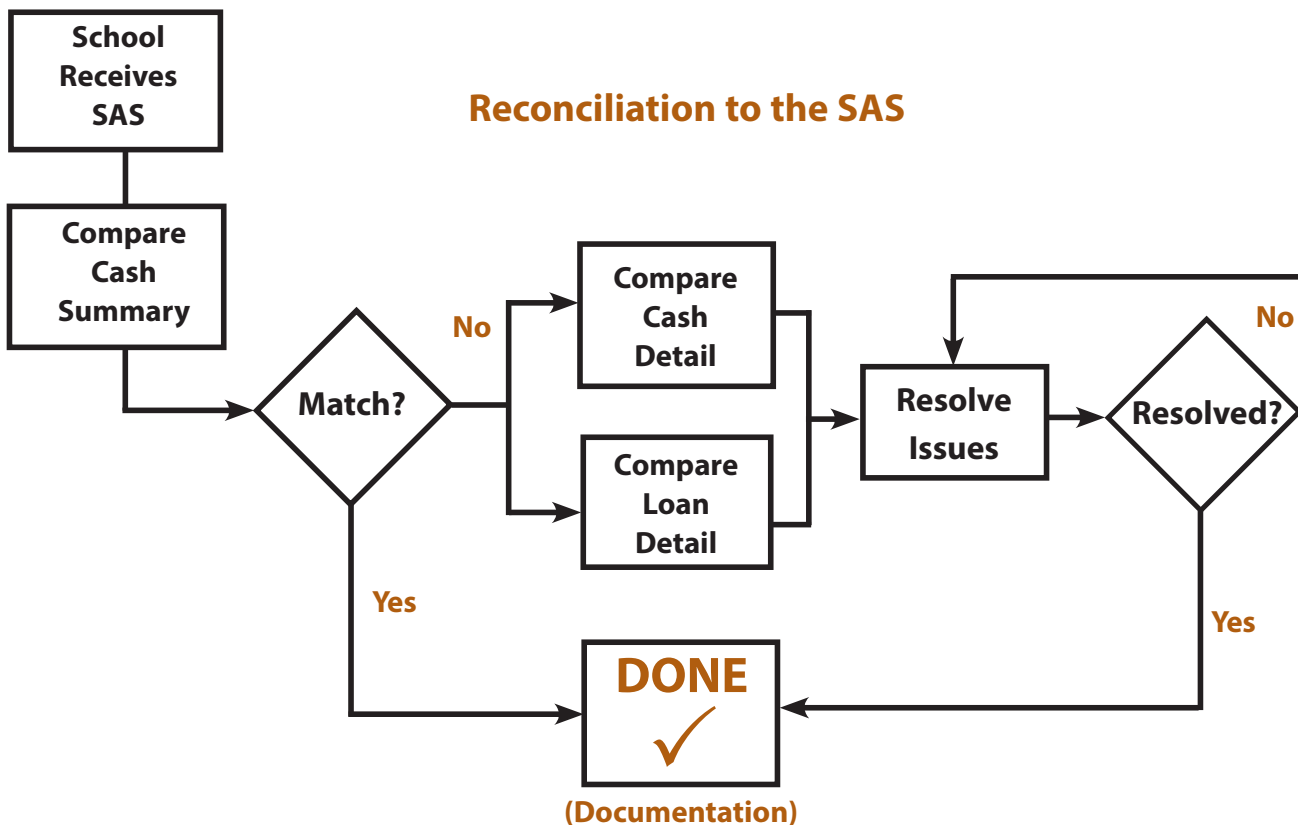 School
Receives
SAS
Reconciliation to the SAS
Compare
Cash
Summary
Match?
No
Compare
Cash
Detail
Compare
Loan
Detail
Resolve
Issues
Resolved?
No
Yes
Yes
DONE
(Documentation)